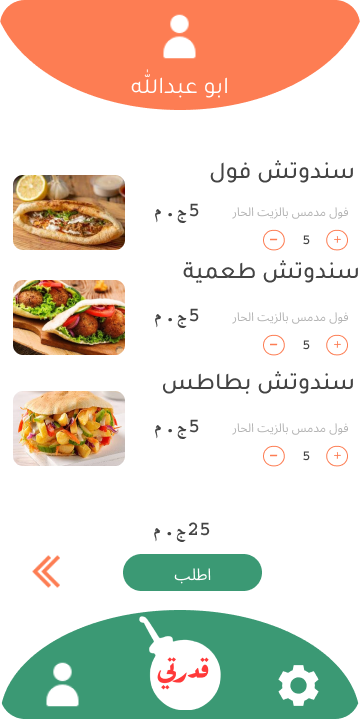 ابو عبدالله
سندوتش فول
فول مدمس بالزيت الحار
5ج.م
− 5 +
سندوتش طعمية
فول مدمس بالزيت الحار
5ج.م
− 5 +
سندوتش بطاطس
فول مدمس بالزيت الحار
5ج.م
− 5 +
25ج.م
اطلب
قدرتي